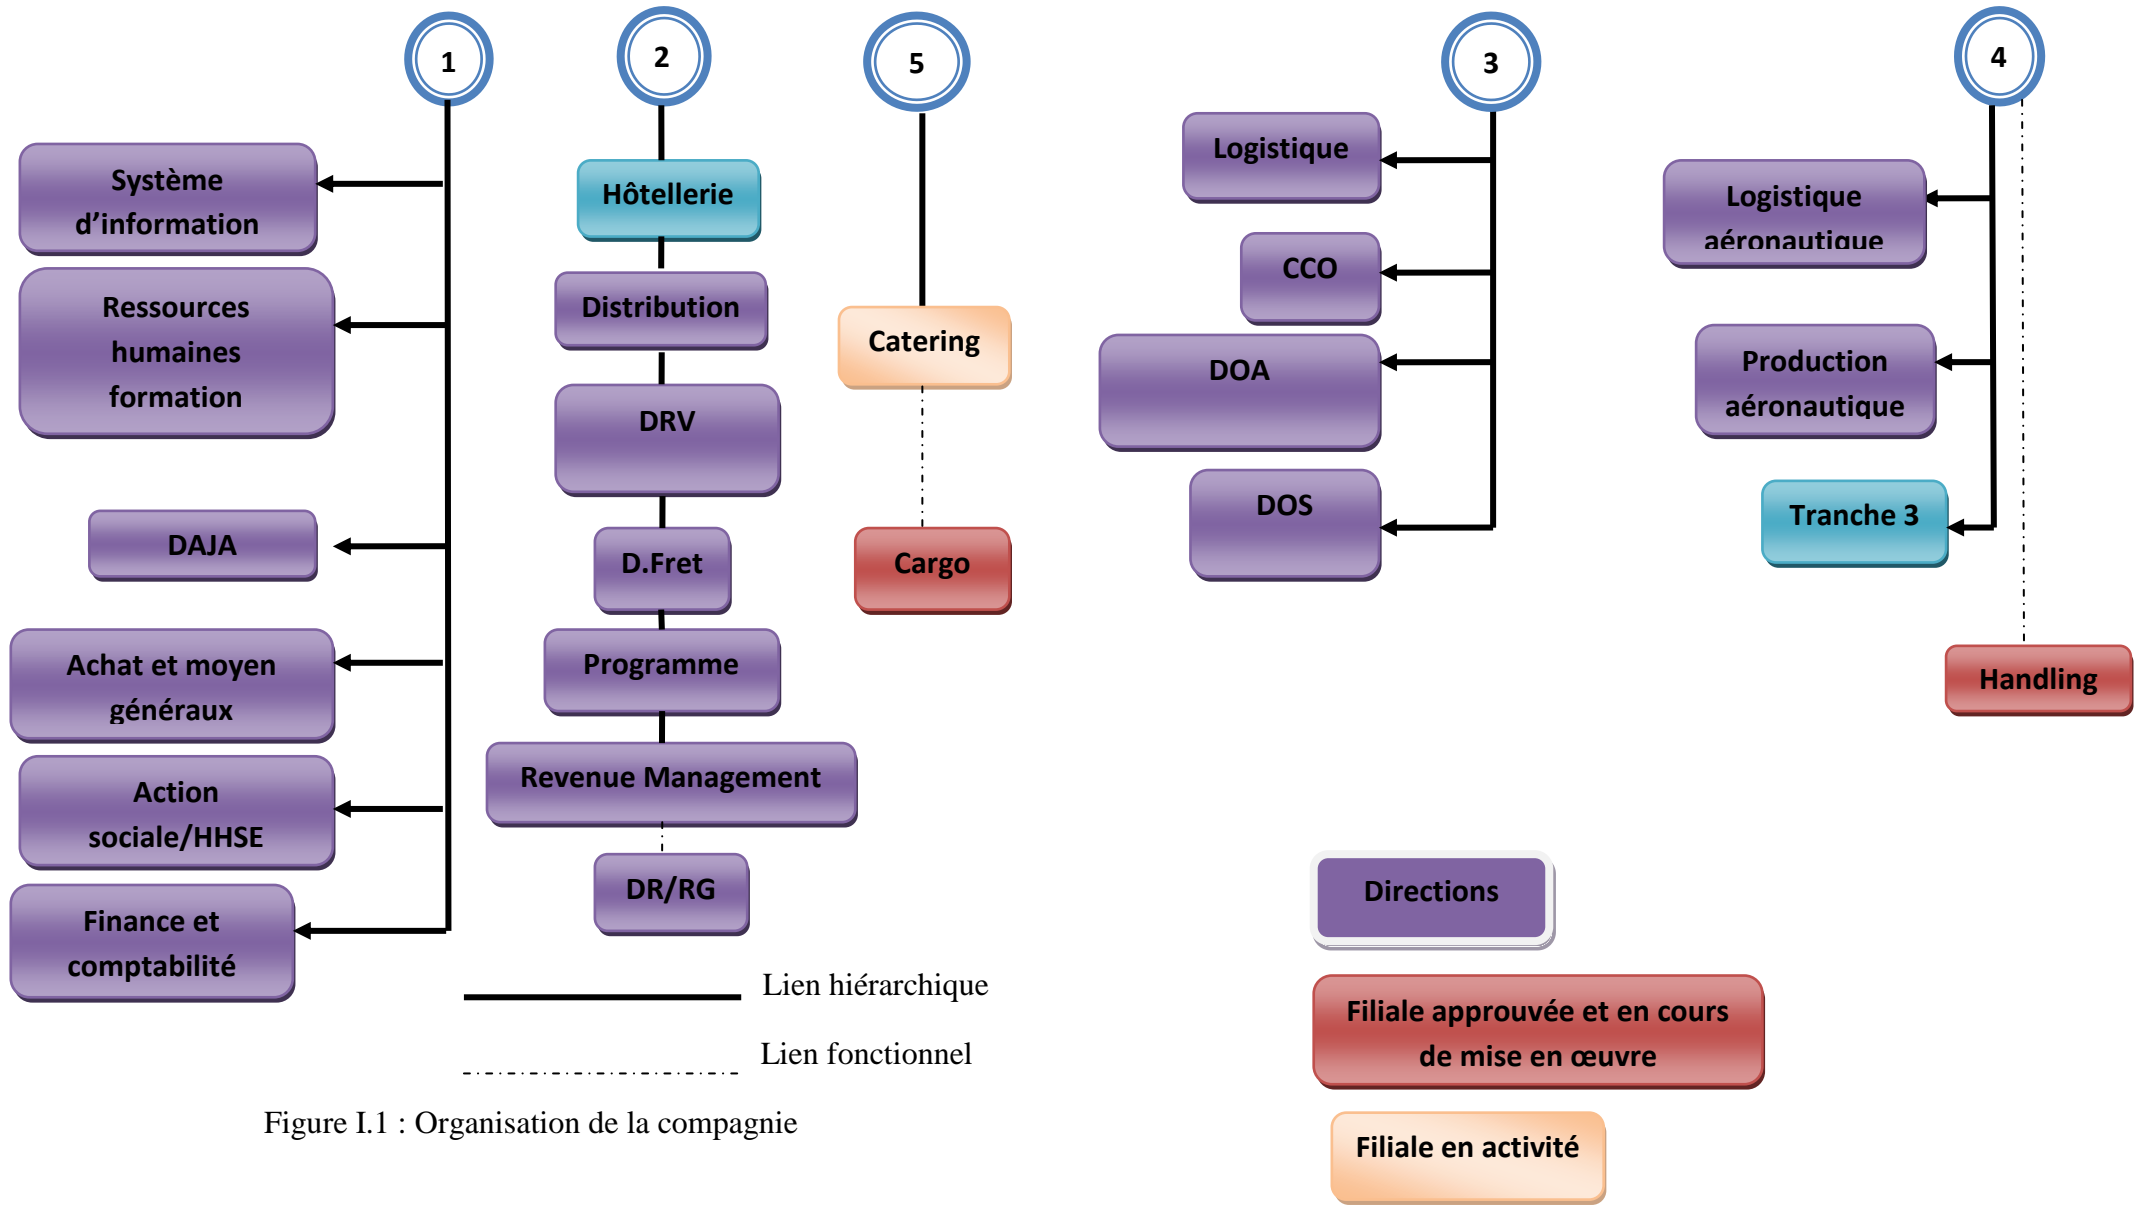 1
2
5
3
4
Système
d'information
Ressources
humaines
formation
DAJA
Achat et moyen
généraux
Action
sociale/HHSE
Finance et
comptabilité
Hôtellerie
Distribution
DRV
D.Fret
Programme
Revenue Management
DR/RG
Catering
Cargo
Logistique
CCO
DOA
DOS
Logistique
aéronautique
Production
aéronautique
Tranche 3
Handling
Lien hiérarchique
Lien fonctionnel
Directions
Filiale approuvée et en cours
de mise en œuvre
Filiale en activité
Figure I.1 : Organisation de la compagnie